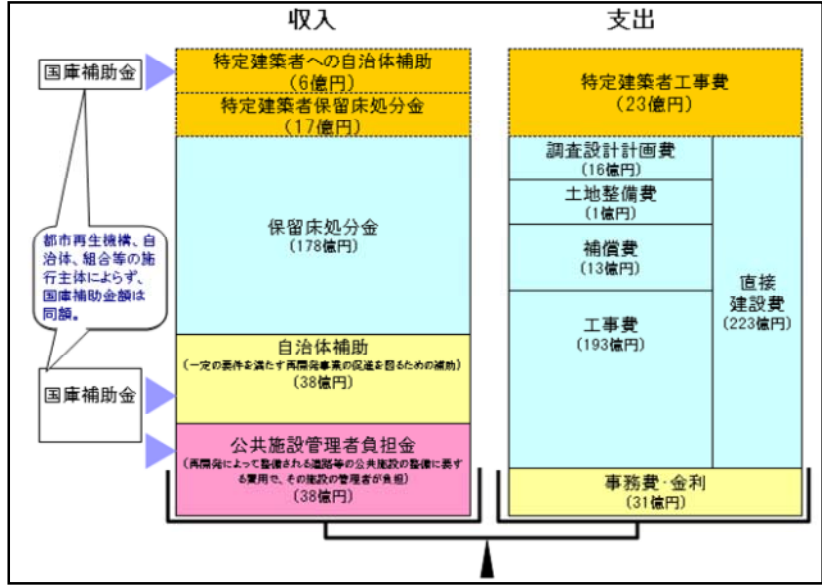 収入
支出
国庫補助金
特定建築者への自治体補助
(6億円)
特定建築者保留床処分金
(17億円)
特定建築者工事費
(23億円)
保留床処分金
(178億円)
調査設計計画費
(16億円)
土地整備費
(1億円)
補償費
(13億円)
工事費
(193億円)
直接
建設費
(223億円)
都市再生機構、自
治体、組合等の施
行主体によらず、
国庫補助金額は
同額。
国庫補助金
自治体補助
(一定の要件を満たす再開発事業の促進を図るための補助)
(38億円)
公共施設管理者負担金
(再開発によって整備される道路等の公共施設の整備に要す
る費用で、その施設の管理者が負担)
(38億円)
事務費・金利
(31億円)